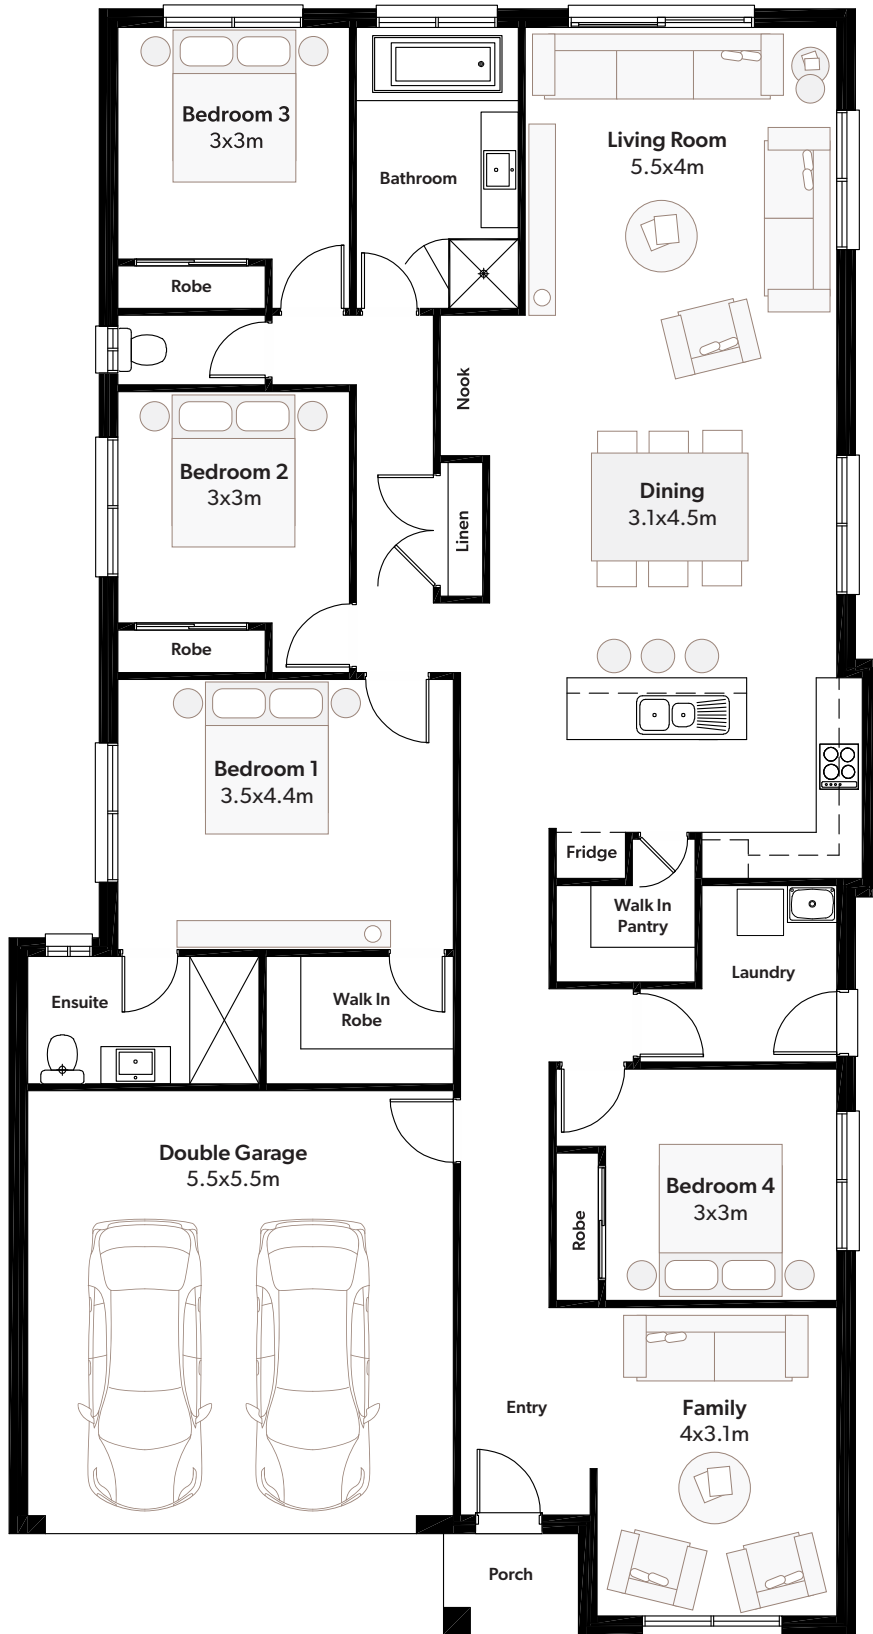 Bedroom 3
3x3m
Bathroom
Living Room
5.5x4m
Robe
Nook
Bedroom 2
3x3m
Dining
3.1x4.5m
Linen
Robe
Bedroom 1
3.5x4.4m
Fridge
Walk In
Pantry
Laundry
Ensuite
Walk In
Robe
Double Garage
5.5x5.5m
Bedroom 4
3x3m
Robe
Entry
Family
4x3.1m
Porch